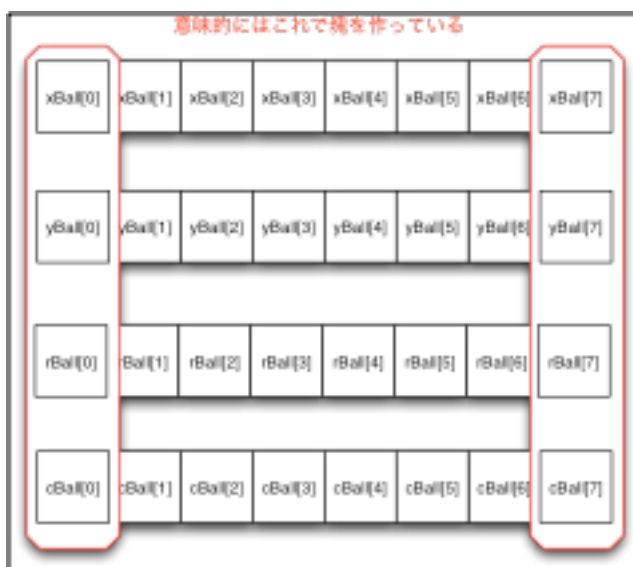 意味的にはこれで塊を作っている
xBall[0] xBall[1] xBall[2] xBall[3] xBall[4] xBall[5] xBall[6] xBall[7]
yBall[0] yBall[1] yBall[2] yBall[3] yBall[4] yBall[5] yBall[6] yBall[7]
rBall[0] rBall[1] rBall[2] rBall[3] rBall[4] rBall[5] rBall[6] rBall[7]
cBall[0] cBall[1] cBall[2] cBall[3] cBall[4] cBall[5] cBall[6] cBall[7]